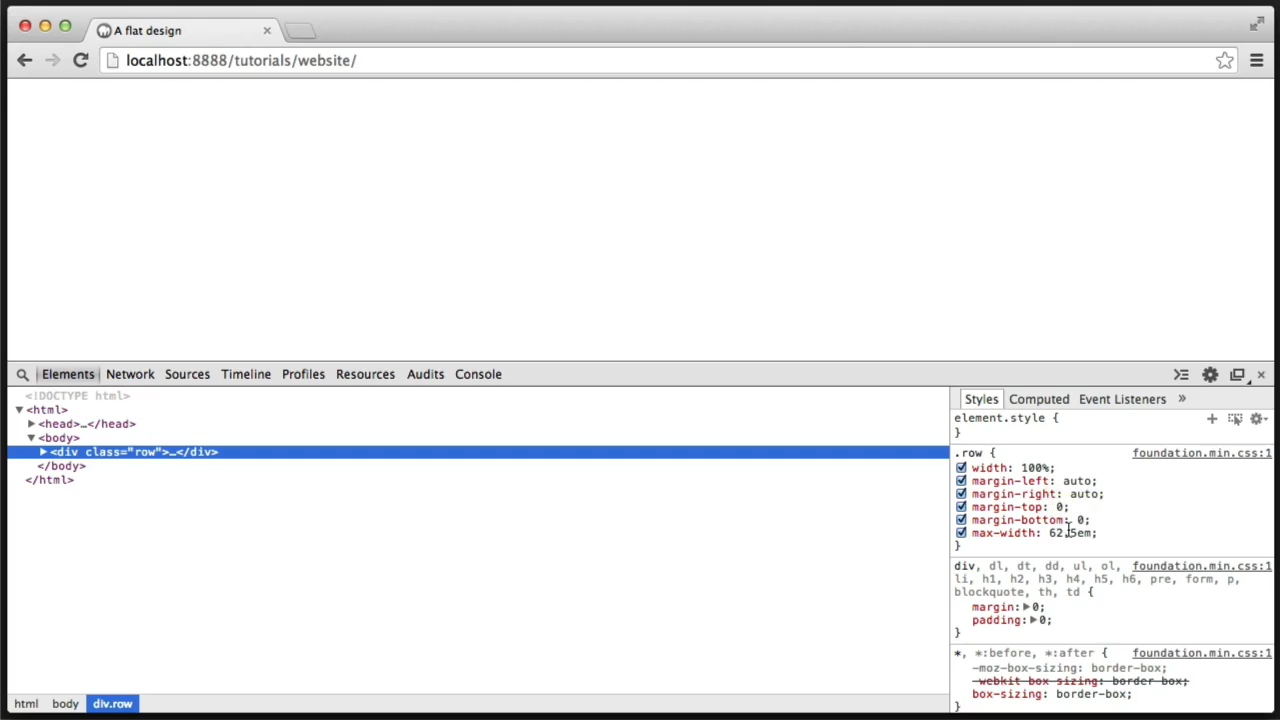 A flat design
localhost:8888/tutorials/website/
Elements Network Sources Timeline Profiles Resources Audits Console
<!DOCTYPE html>
<html>
<head>…</head>
<body>
<div class="row">…</div>
</body>
</html>
html body div.row
Styles Computed Event Listeners »
element.style {
}
.row { foundation.min.css:1
width: 100%;
margin-left: auto;
margin-right: auto;
margin-top: 0;
margin-bottom: 0;
max-width: 62.5em;
}
div, dl, dt, dd, ul, ol, foundation.min.css:1
li, h1, h2, h3, h4, h5, h6, pre, form, p,
blockquote, th, td {
margin: 0;
padding: 0;
}
*, *:before, *:after { foundation.min.css:1
-moz-box-sizing: border-box;
-webkit-box-sizing: border-box;
box-sizing: border-box;
}